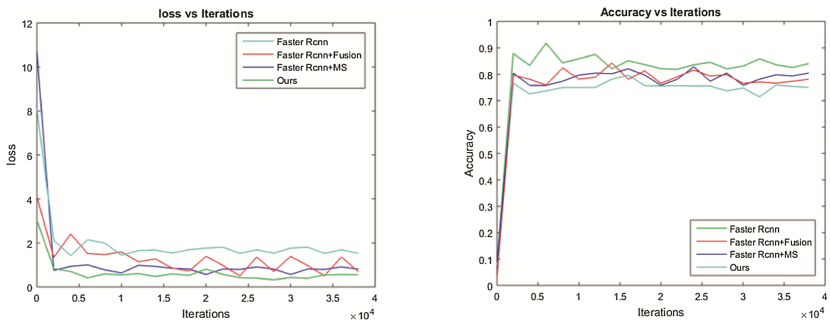 loss vs Iterations
12
10
8
6
4
2
0
loss
0
0.5
1
1.5
2
2.5
3
3.5
4
×10⁴
Iterations
Faster Rcnn
Faster Rcnn+Fusion
Faster Rcnn+MS
Ours
Accuracy vs Iterations
1
0.9
0.8
0.7
0.6
0.5
0.4
0.3
0.2
0.1
0
Accuracy
0
0.5
1
1.5
2
2.5
3
3.5
4
×10⁴
Iterations
Faster Rcnn
Faster Rcnn+Fusion
Faster Rcnn+MS
Ours